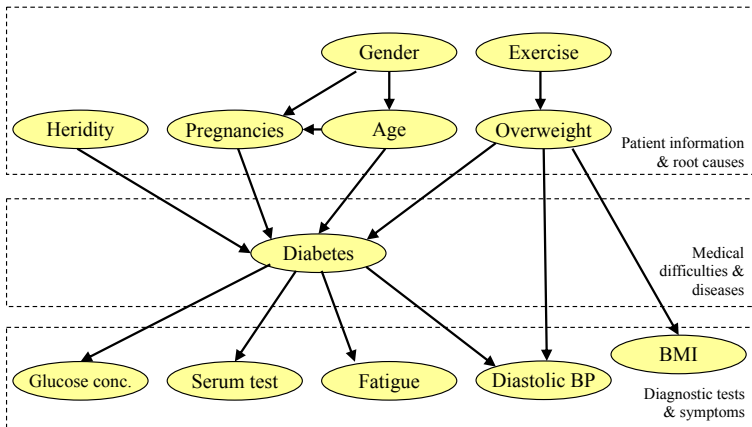 Gender
Exercise
Heridity
Pregnancies
Age
Overweight
Patient information
& root causes
Diabetes
Medical
difficulties &
diseases
Glucose conc.
Serum test
Fatigue
Diastolic BP
BMI
Diagnostic tests
& symptoms